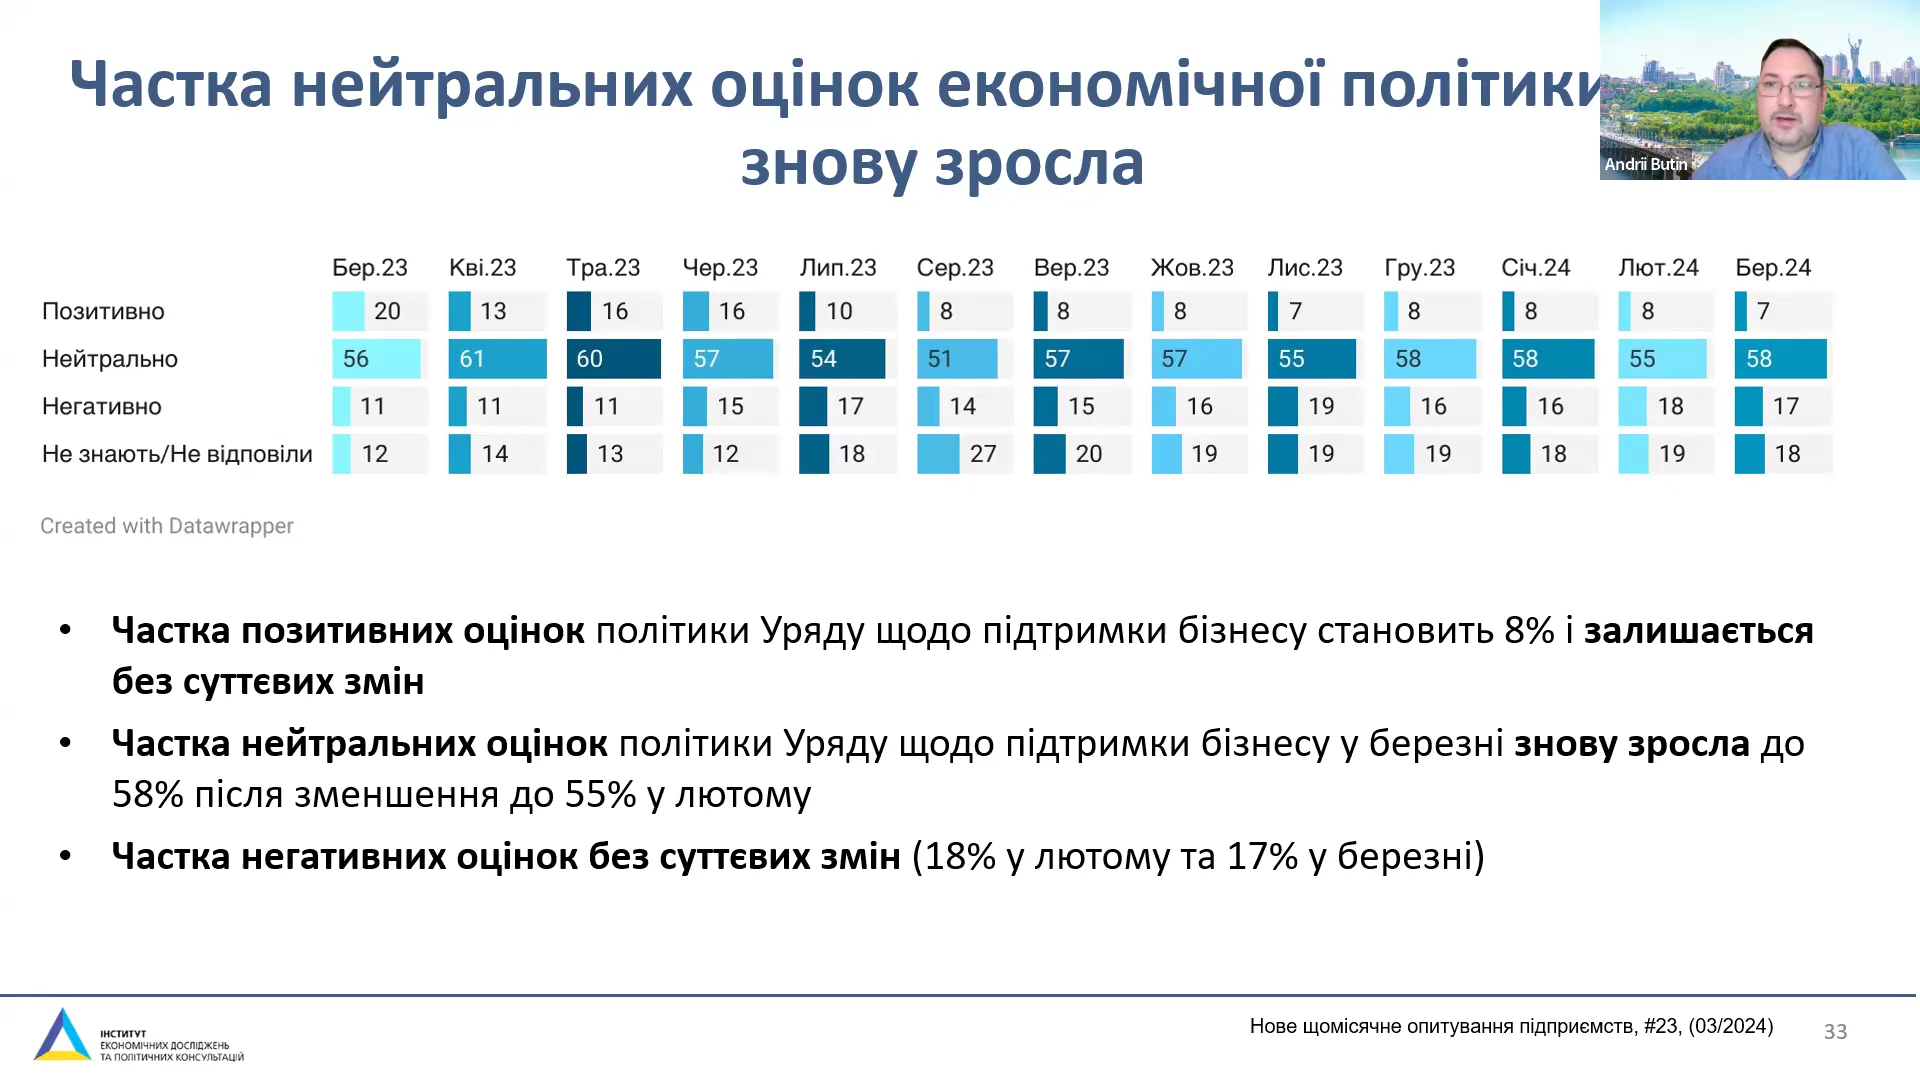 Частка нейтральних оцінок економічної політики
знову зросла
Andrii Butin
Бер.23 Кві.23 Тра.23 Чер.23 Лип.23 Сер.23 Вер.23 Жов.23 Лис.23 Гру.23 Січ.24 Лют.24 Бер.24
Позитивно 20 13 16 16 10 8 8 8 7 8 8 8 7
Нейтрально 56 61 60 57 54 51 57 57 55 58 58 55 58
Негативно 11 11 11 15 17 14 15 16 19 16 16 18 17
Не знають/Не відповіли 12 14 13 12 18 27 20 19 19 19 18 19 18
Created with Datawrapper
• Частка позитивних оцінок політики Уряду щодо підтримки бізнесу становить 8% і залишається
без суттєвих змін
• Частка нейтральних оцінок політики Уряду щодо підтримки бізнесу у березні знову зросла до
58% після зменшення до 55% у лютому
• Частка негативних оцінок без суттєвих змін (18% у лютому та 17% у березні)
ІНСТИТУТ
ЕКОНОМІЧНИХ ДОСЛІДЖЕНЬ
ТА ПОЛІТИЧНИХ КОНСУЛЬТАЦІЙ
Нове щомісячне опитування підприємств, #23, (03/2024)
33